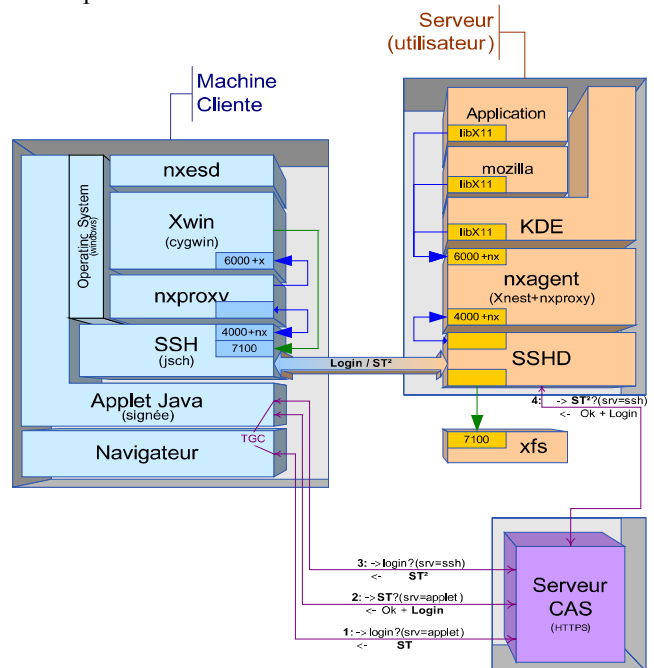 Serveur
(utilisateur)
Machine
Cliente
Application
libX11
mozilla
libX11
libX11
KDE
6000+nx
nxagent
(Xnest+nxproxy)
4000+nx
SSHD
7100
xfs
Operating System
(windows)
nxesd
Xwin
(cygwin)
6000+x
nxproxy
4000+nx
7100
SSH
(jsch)
Login / ST²
Applet Java
(signée)
TGC
Navigateur
4: -> ST²?(srv=ssh)
<- Ok + Login
3: ->login?(srv=ssh)
<- ST²
2: ->ST?(srv=applet)
<- Ok + Login
1: ->login?(srv=applet)
<- ST
Serveur
CAS
(HTTPS)